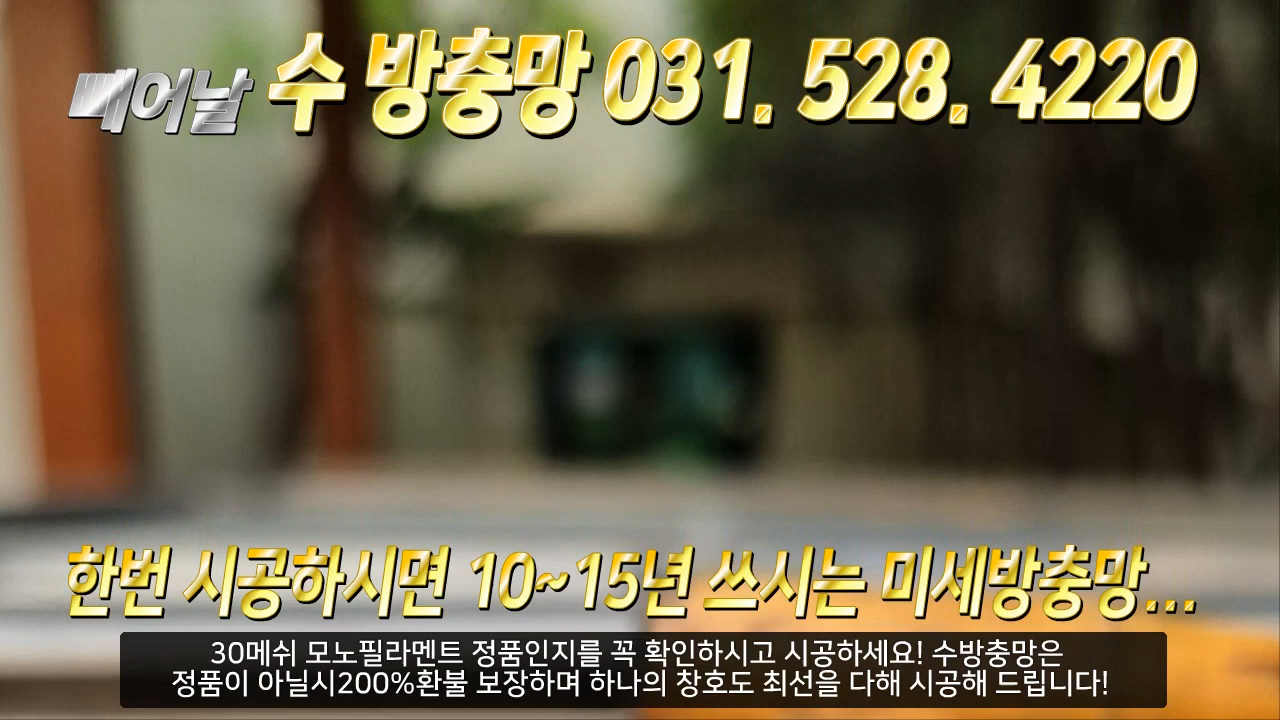 빼어날 수 방충망 031. 528. 4220
한번 시공하시면 10~15년 쓰시는 미세방충망...
30메쉬 모노필라멘트 정품인지를 꼭 확인하시고 시공하세요! 수방충망은
정품이 아닐시200%환불 보장하며 하나의 창호도 최선을 다해 시공해 드립니다!